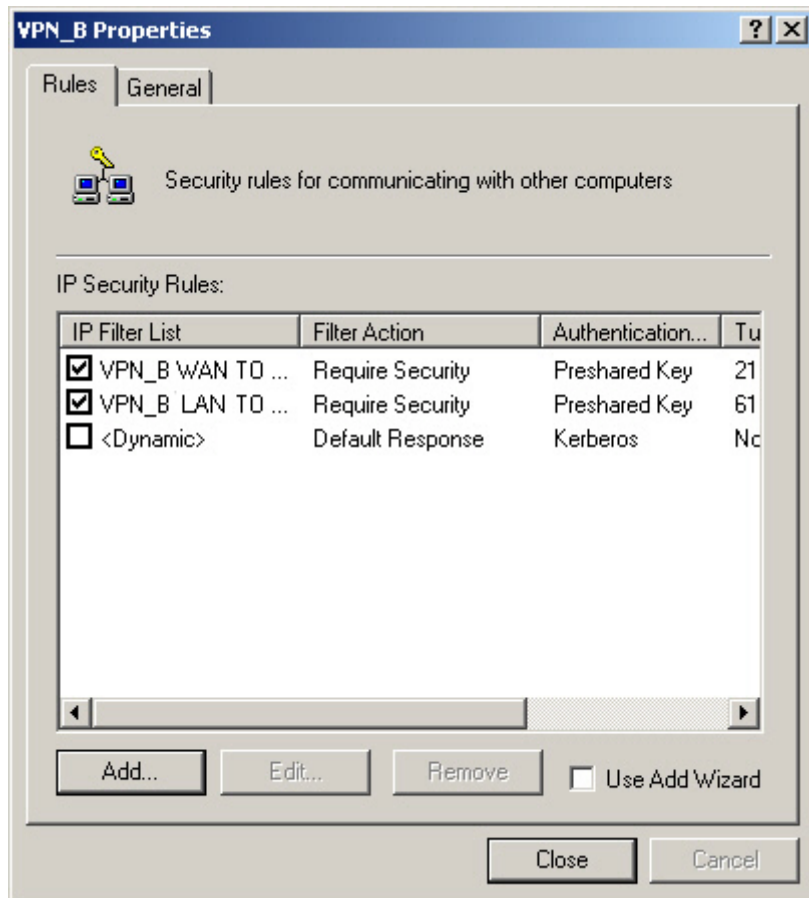 VPN_B Properties
Rules General
Security rules for communicating with other computers
IP Security Rules:
IP Filter List Filter Action Authentication... Tu
VPN_B WAN TO ... Require Security Preshared Key 21
VPN_B LAN TO ... Require Security Preshared Key 61
<Dynamic> Default Response Kerberos Nc
Add... Edit... Remove Use Add Wizard
Close Cancel